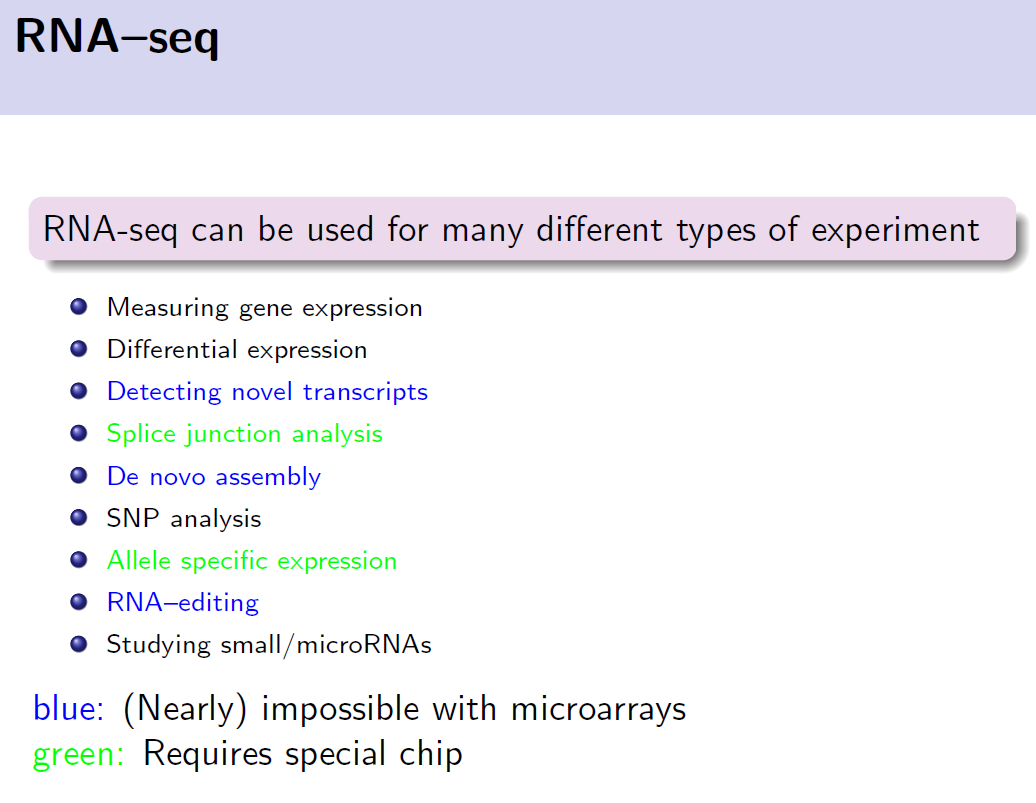 RNA–seq
RNA-seq can be used for many different types of experiment
Measuring gene expression
Differential expression
Detecting novel transcripts
Splice junction analysis
De novo assembly
SNP analysis
Allele specific expression
RNA–editing
Studying small/microRNAs
blue: (Nearly) impossible with microarrays
green: Requires special chip